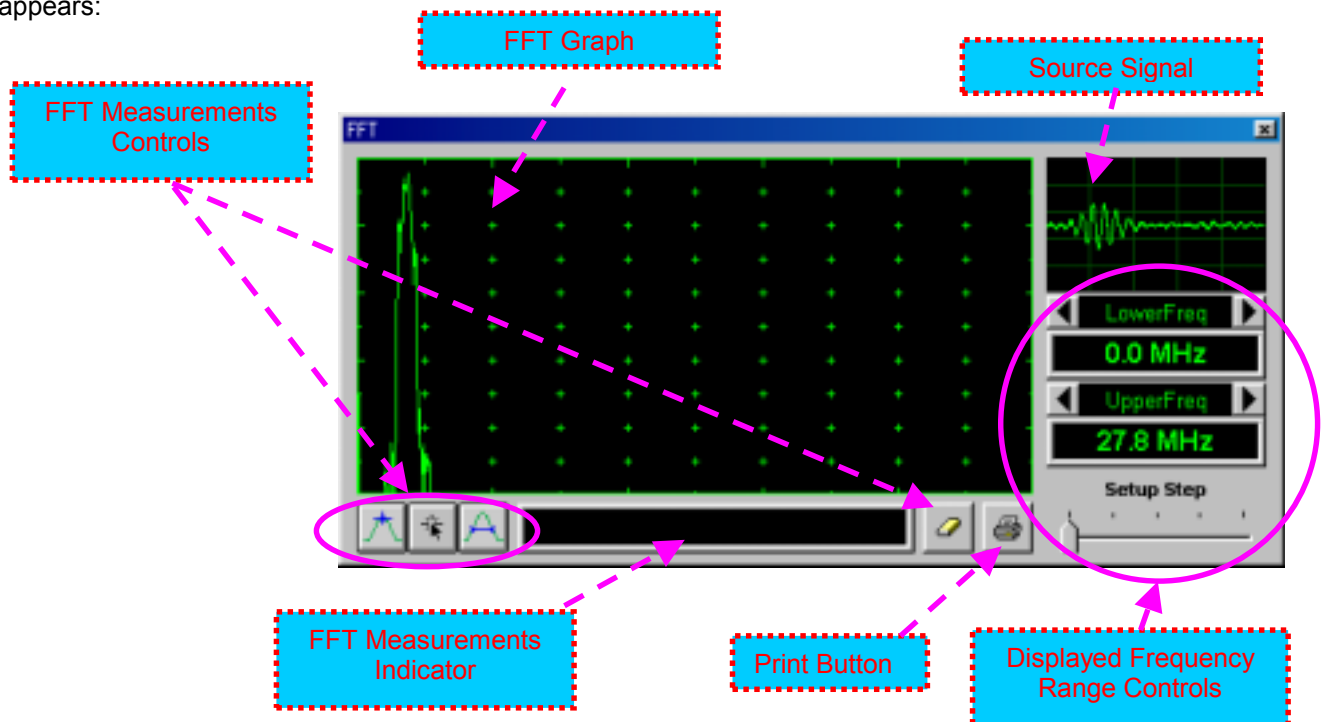 appears:
FFT Graph
Source Signal
FFT Measurements
Controls
FFT
LowerFreq
0.0 MHz
UpperFreq
27.8 MHz
Setup Step
FFT Measurements
Indicator
Print Button
Displayed Frequency
Range Controls